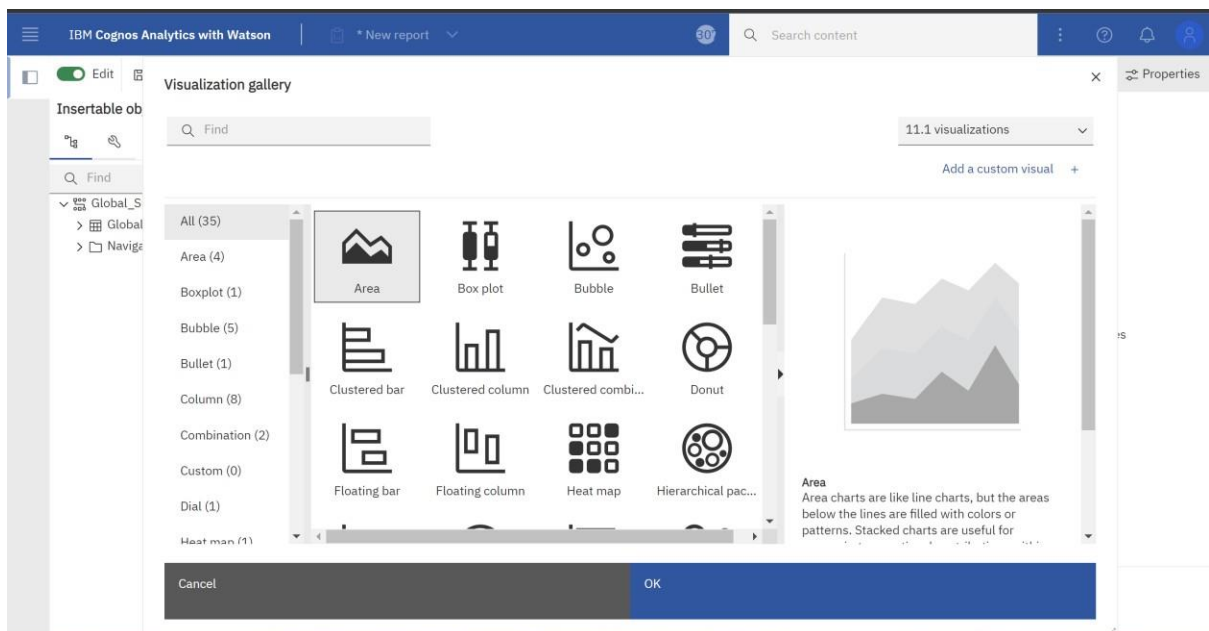 IBM Cognos Analytics with Watson
* New report
30
Search content
Edit
Properties
Insertable ob
Find
Global_S
Global
Naviga
Visualization gallery
Find
11.1 visualizations
Add a custom visual +
All (35)
Area (4)
Boxplot (1)
Bubble (5)
Bullet (1)
Column (8)
Combination (2)
Custom (0)
Dial (1)
Heat map (1)
Area
Box plot
Bubble
Bullet
Clustered bar
Clustered column
Clustered combi...
Donut
Floating bar
Floating column
Heat map
Hierarchical pac...
Area
Area charts are like line charts, but the areas
below the lines are filled with colors or
patterns. Stacked charts are useful for
es
Cancel
OK